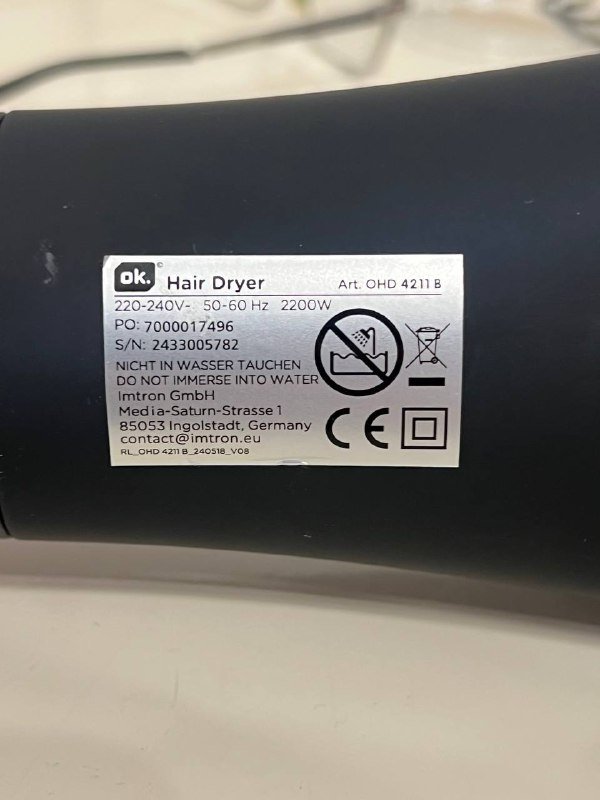 ok.© Hair Dryer Art. OHD 4211 B
220-240V~ 50-60 Hz 2200W
PO: 7000017496
S/N: 2433005782
NICHT IN WASSER TAUCHEN
DO NOT IMMERSE INTO WATER
Imtron GmbH
Media-Saturn-Strasse 1
85053 Ingolstadt, Germany
contact@imtron.eu
RL_OHD 4211 B_240518_V08
CE